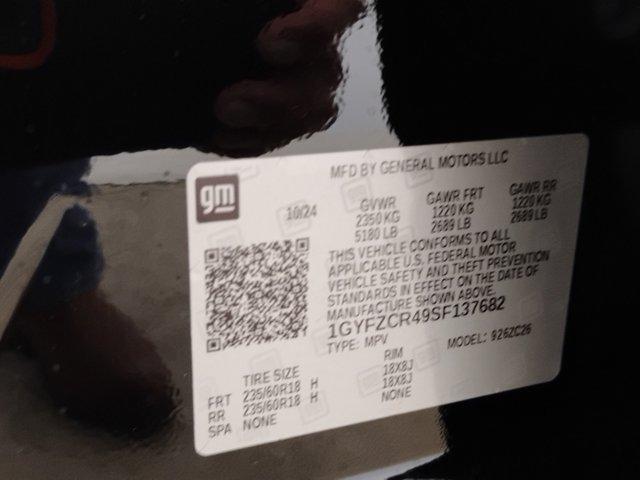 MFD BY GENERAL MOTORS LLC
gm
10/24 GVWR GAWR FRT GAWR RR
2350 KG 1220 KG 1220 KG
5180 LB 2689 LB 2689 LB
THIS VEHICLE CONFORMS TO ALL
APPLICABLE U.S. FEDERAL MOTOR
VEHICLE SAFETY AND THEFT PREVENTION
STANDARDS IN EFFECT ON THE DATE OF
MANUFACTURE SHOWN ABOVE.
1GYFZCR49SF137682
TYPE: MPV MODEL: 926ZC26
TIRE SIZE RIM
FRT 235/60R18 H 18X8J
RR 235/60R18 H 18X8J
SPA NONE NONE